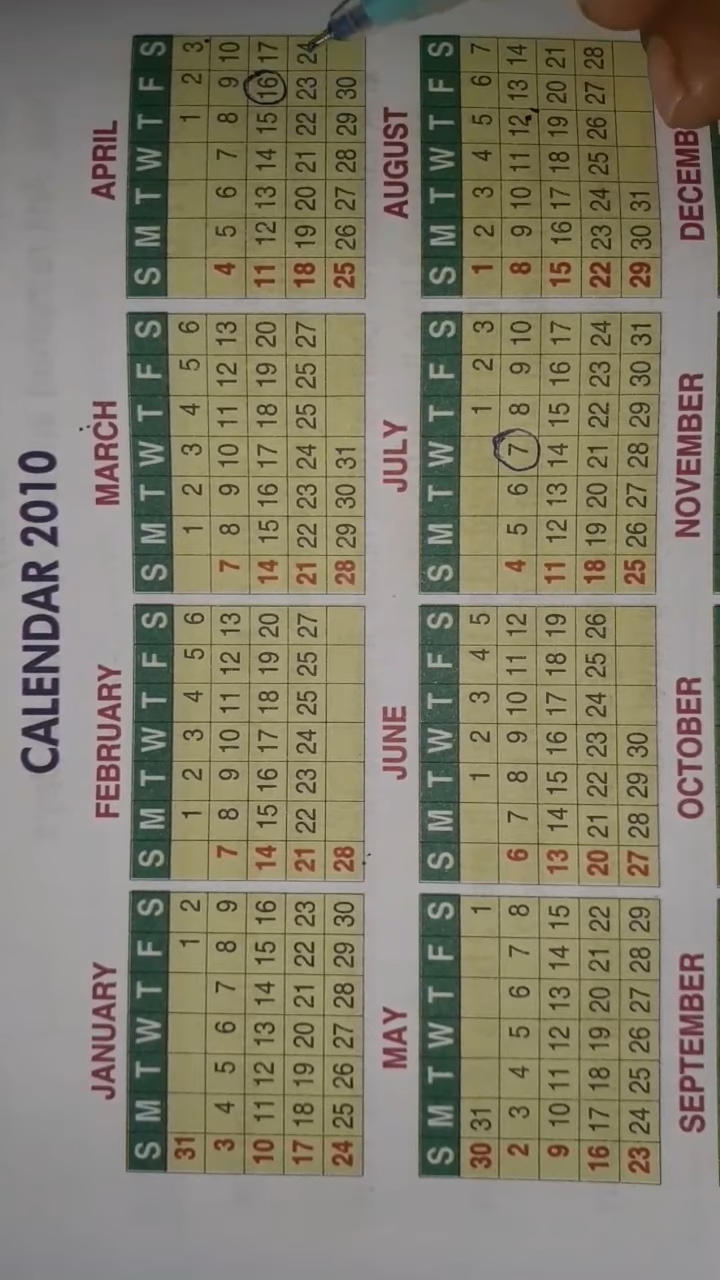 CALENDAR 2010
JANUARY
S M T W T F S
31 1 2
3 4 5 6 7 8 9
10 11 12 13 14 15 16
17 18 19 20 21 22 23
24 25 26 27 28 29 30
FEBRUARY
S M T W T F S
1 2 3 4 5 6
7 8 9 10 11 12 13
14 15 16 17 18 19 20
21 22 23 24 25 25 27
28
MARCH
S M T W T F S
1 2 3 4 5 6
7 8 9 10 11 12 13
14 15 16 17 18 19 20
21 22 23 24 25 25 27
28 29 30 31
APRIL
S M T W T F S
1 2 3
4 5 6 7 8 9 10
11 12 13 14 15 16 17
18 19 20 21 22 23 24
25 26 27 28 29 30
MAY
S M T W T F S
30 31 1
2 3 4 5 6 7 8
9 10 11 12 13 14 15
16 17 18 19 20 21 22
23 24 25 26 27 28 29
JUNE
S M T W T F S
1 2 3 4 5
6 7 8 9 10 11 12
13 14 15 16 17 18 19
20 21 22 23 24 25 26
27 28 29 30
JULY
S M T W T F S
1 2 3
4 5 6 7 8 9 10
11 12 13 14 15 16 17
18 19 20 21 22 23 24
25 26 27 28 29 30 31
AUGUST
S M T W T F S
1 2 3 4 5 6 7
8 9 10 11 12 13 14
15 16 17 18 19 20 21
22 23 24 25 26 27 28
29 30 31
SEPTEMBER
OCTOBER
NOVEMBER
DECEMB